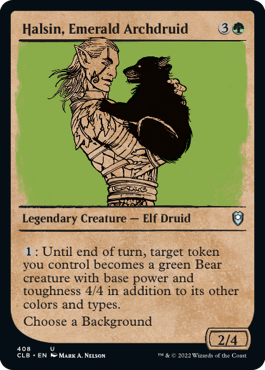 Halsin, Emerald Archdruid 3
Legendary Creature — Elf Druid
1: Until end of turn, target token
you control becomes a green Bear
creature with base power and
toughness 4/4 in addition to its other
colors and types.
Choose a Background
2/4
408 U
CLB • EN MARK A. NELSON
™ & © 2022 Wizards of the Coast